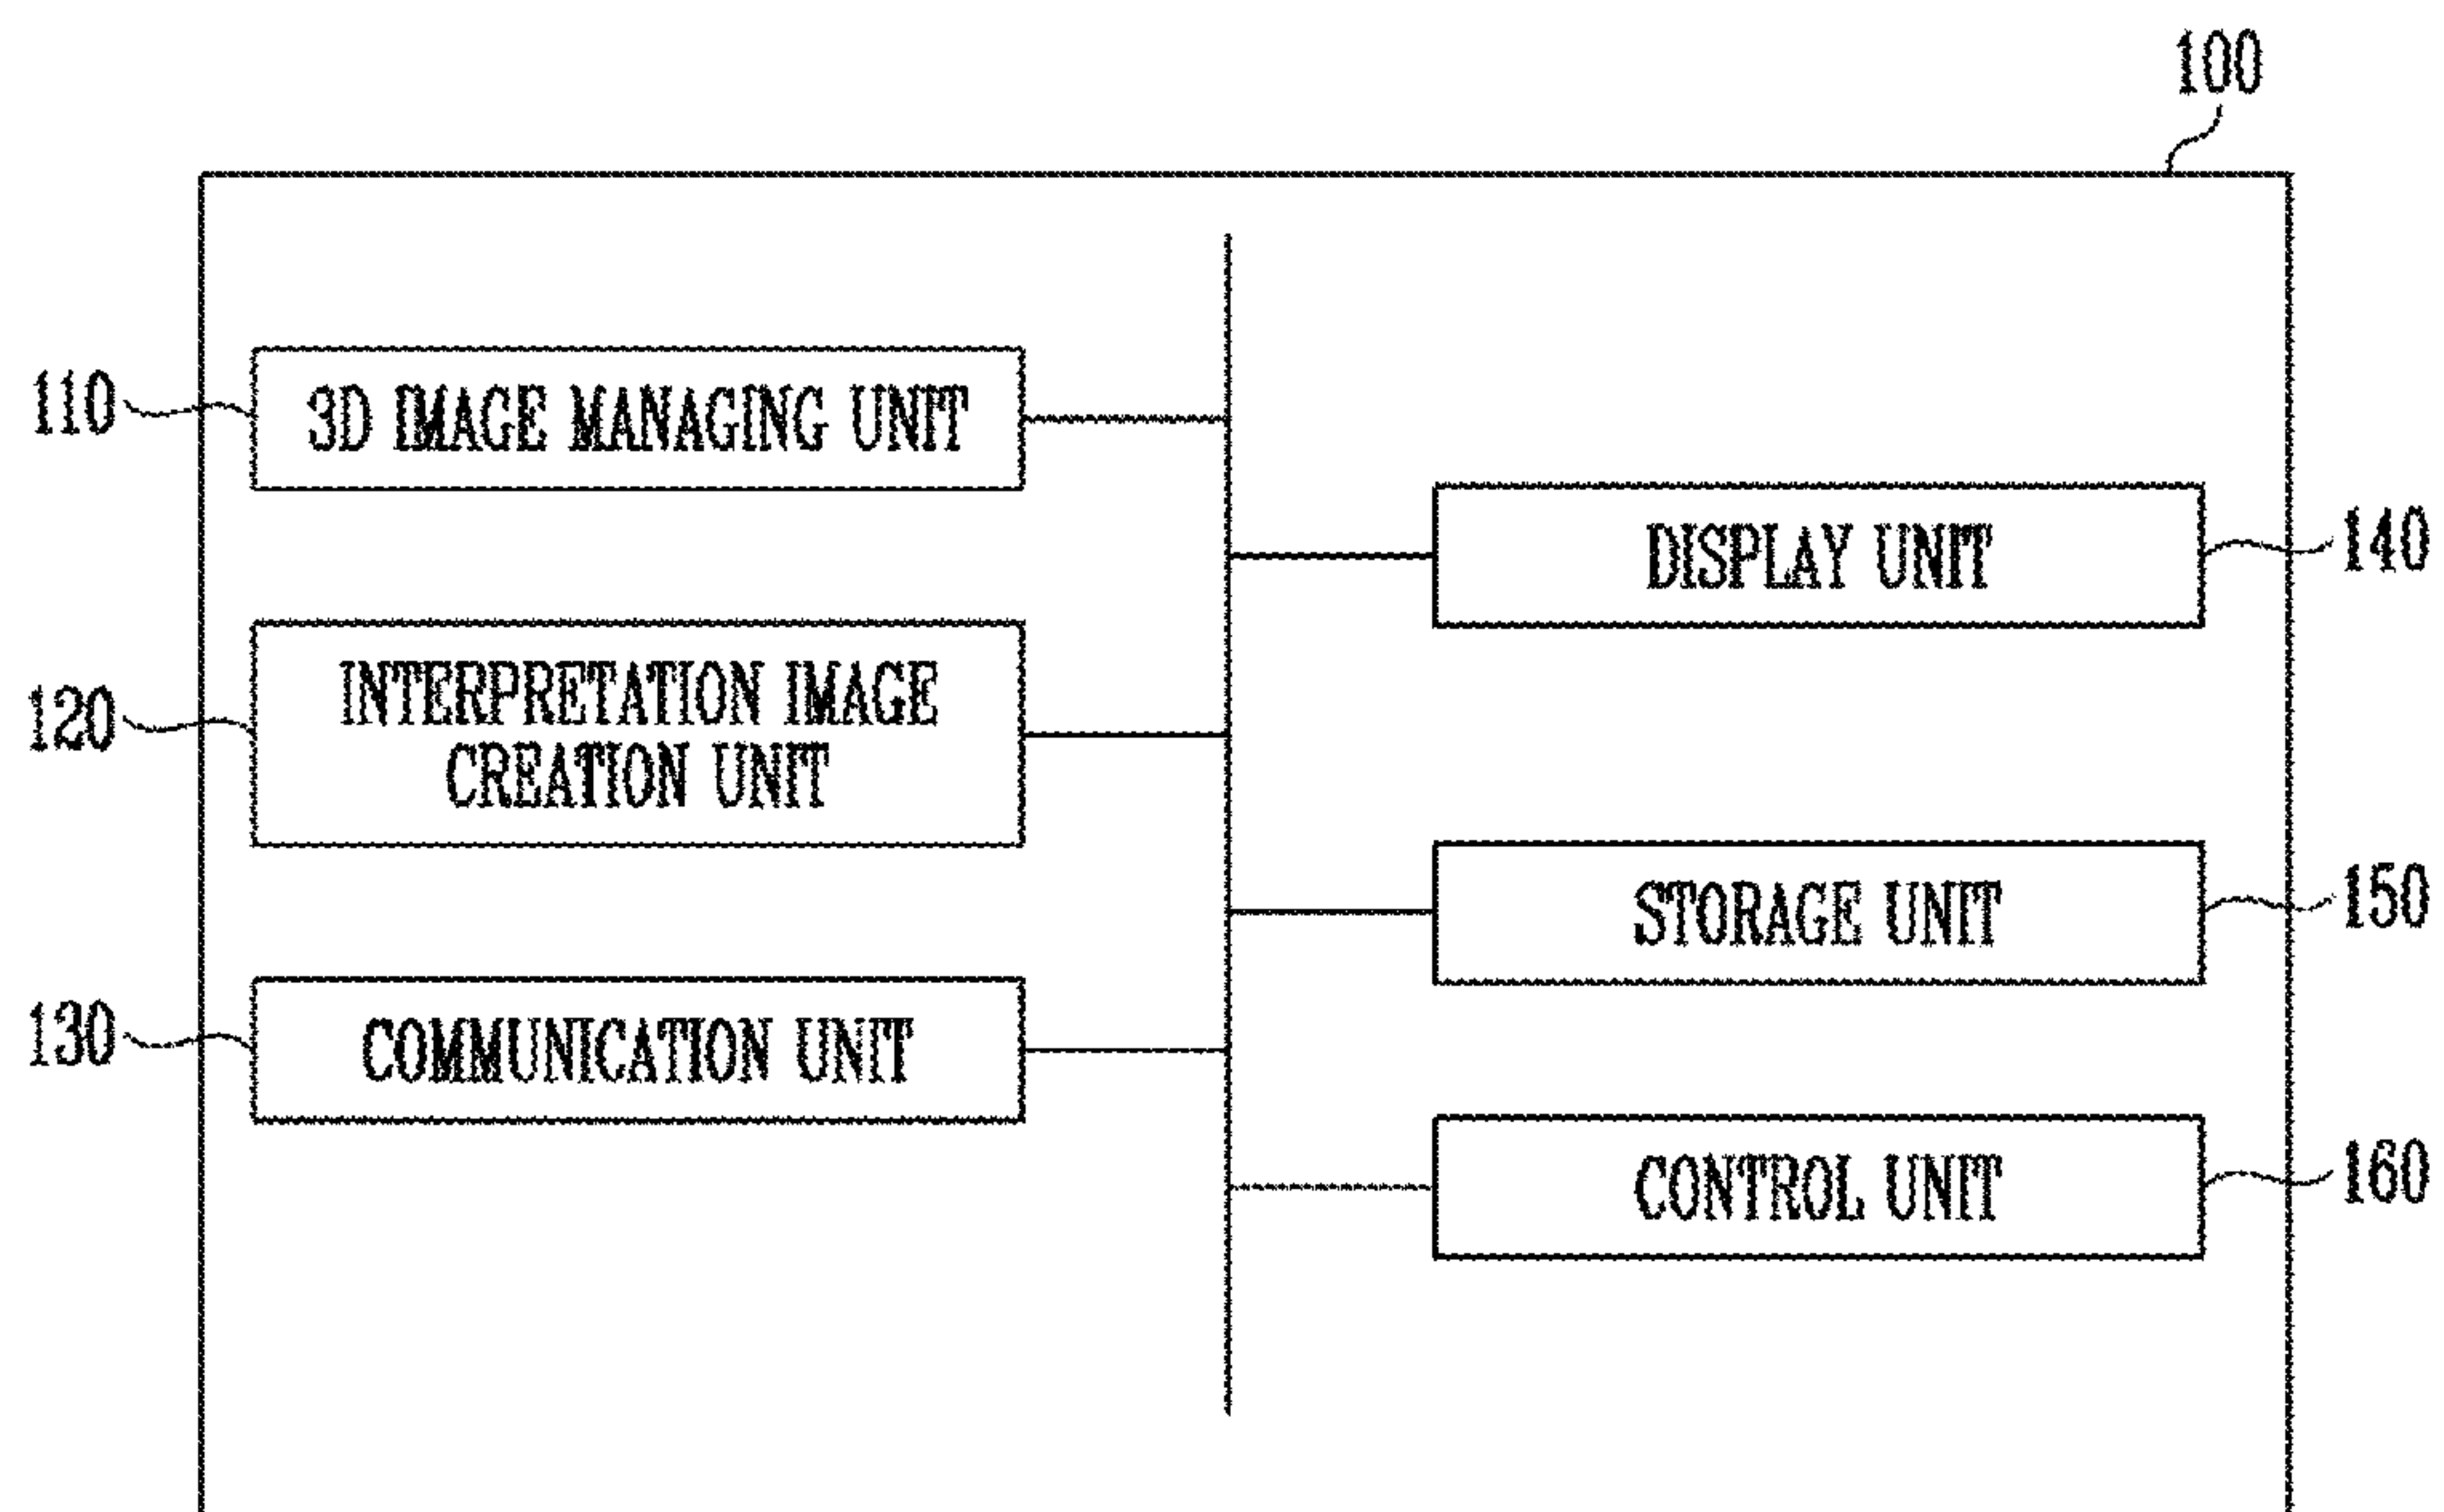 100
110
3D IMAGE MANAGING UNIT
DISPLAY UNIT
140
120
INTERPRETATION IMAGE
CREATION UNIT
STORAGE UNIT
150
130
COMMUNICATION UNIT
CONTROL UNIT
160